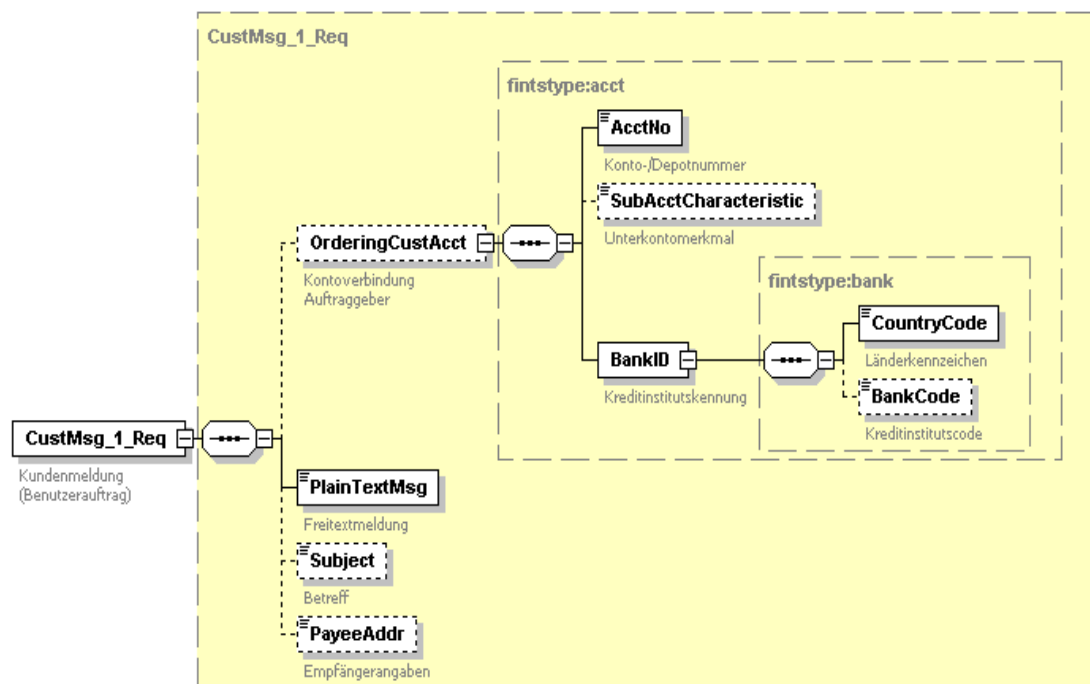 CustMsg_1_Req
fintstype:acct
AcctNo
Konto-/Depotnummer
SubAcctCharacteristic
Unterkontomerkmal
OrderingCustAcct
Kontoverbindung
Auftraggeber
fintstype:bank
CountryCode
Länderkennzeichen
BankID
Kreditinstitutskennung
BankCode
Kreditinstitutscode
CustMsg_1_Req
Kundenmeldung
(Benutzerauftrag)
PlainTextMsg
Freitextmeldung
Subject
Betreff
PayeeAddr
Empfängerangaben